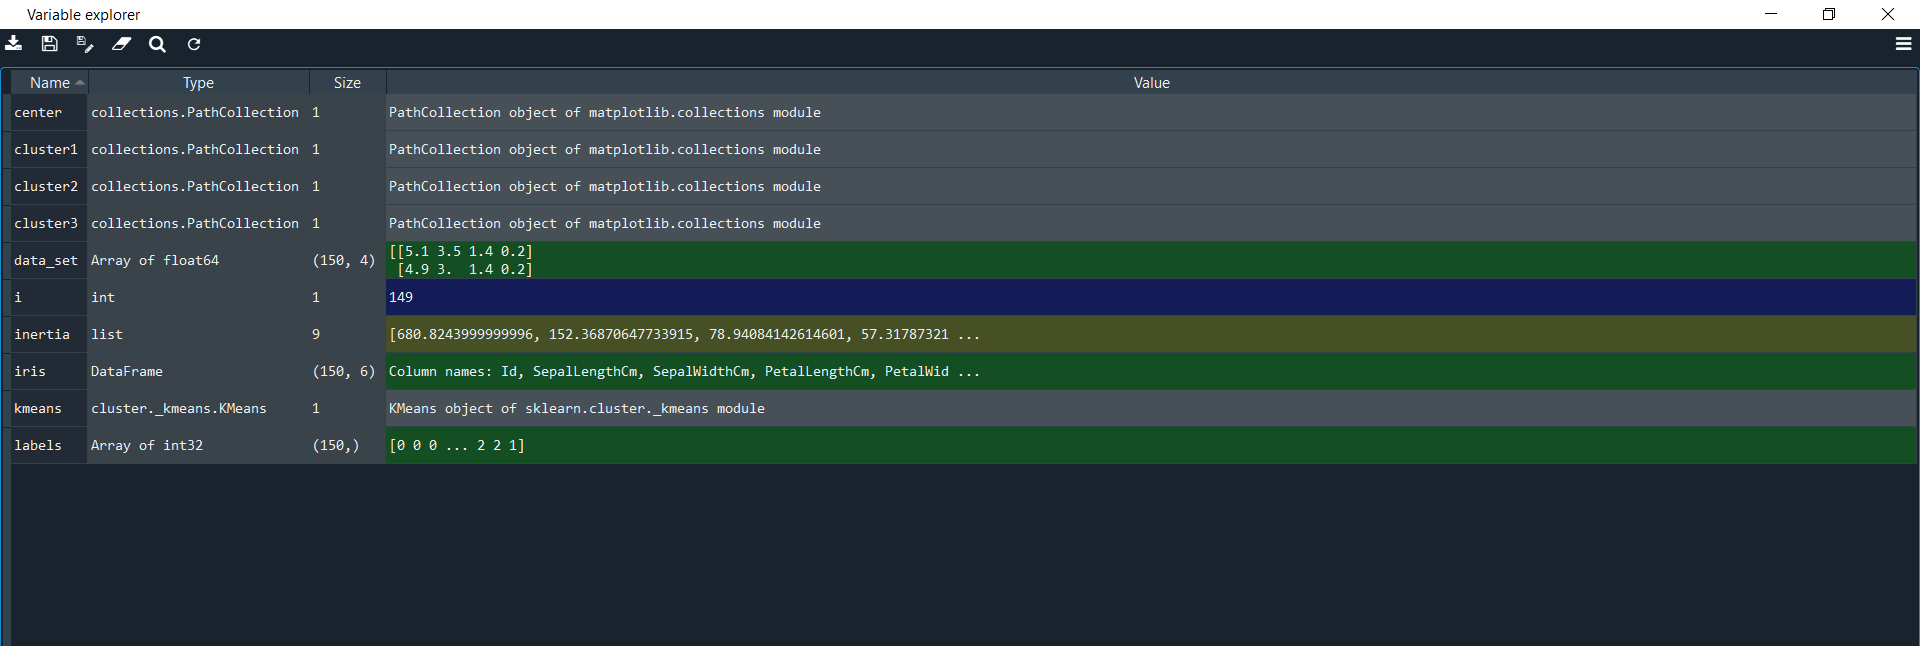 Variable explorer
Name Type Size Value
center collections.PathCollection 1 PathCollection object of matplotlib.collections module
cluster1 collections.PathCollection 1 PathCollection object of matplotlib.collections module
cluster2 collections.PathCollection 1 PathCollection object of matplotlib.collections module
cluster3 collections.PathCollection 1 PathCollection object of matplotlib.collections module
data_set Array of float64 (150, 4) [[5.1 3.5 1.4 0.2]
[4.9 3.  1.4 0.2]
i int 1 149
inertia list 9 [680.8243999999996, 152.36870647733915, 78.94084142614601, 57.31787321 ...
iris DataFrame (150, 6) Column names: Id, SepalLengthCm, SepalWidthCm, PetalLengthCm, PetalWid ...
kmeans cluster._kmeans.KMeans 1 KMeans object of sklearn.cluster._kmeans module
labels Array of int32 (150,) [0 0 0 ... 2 2 1]